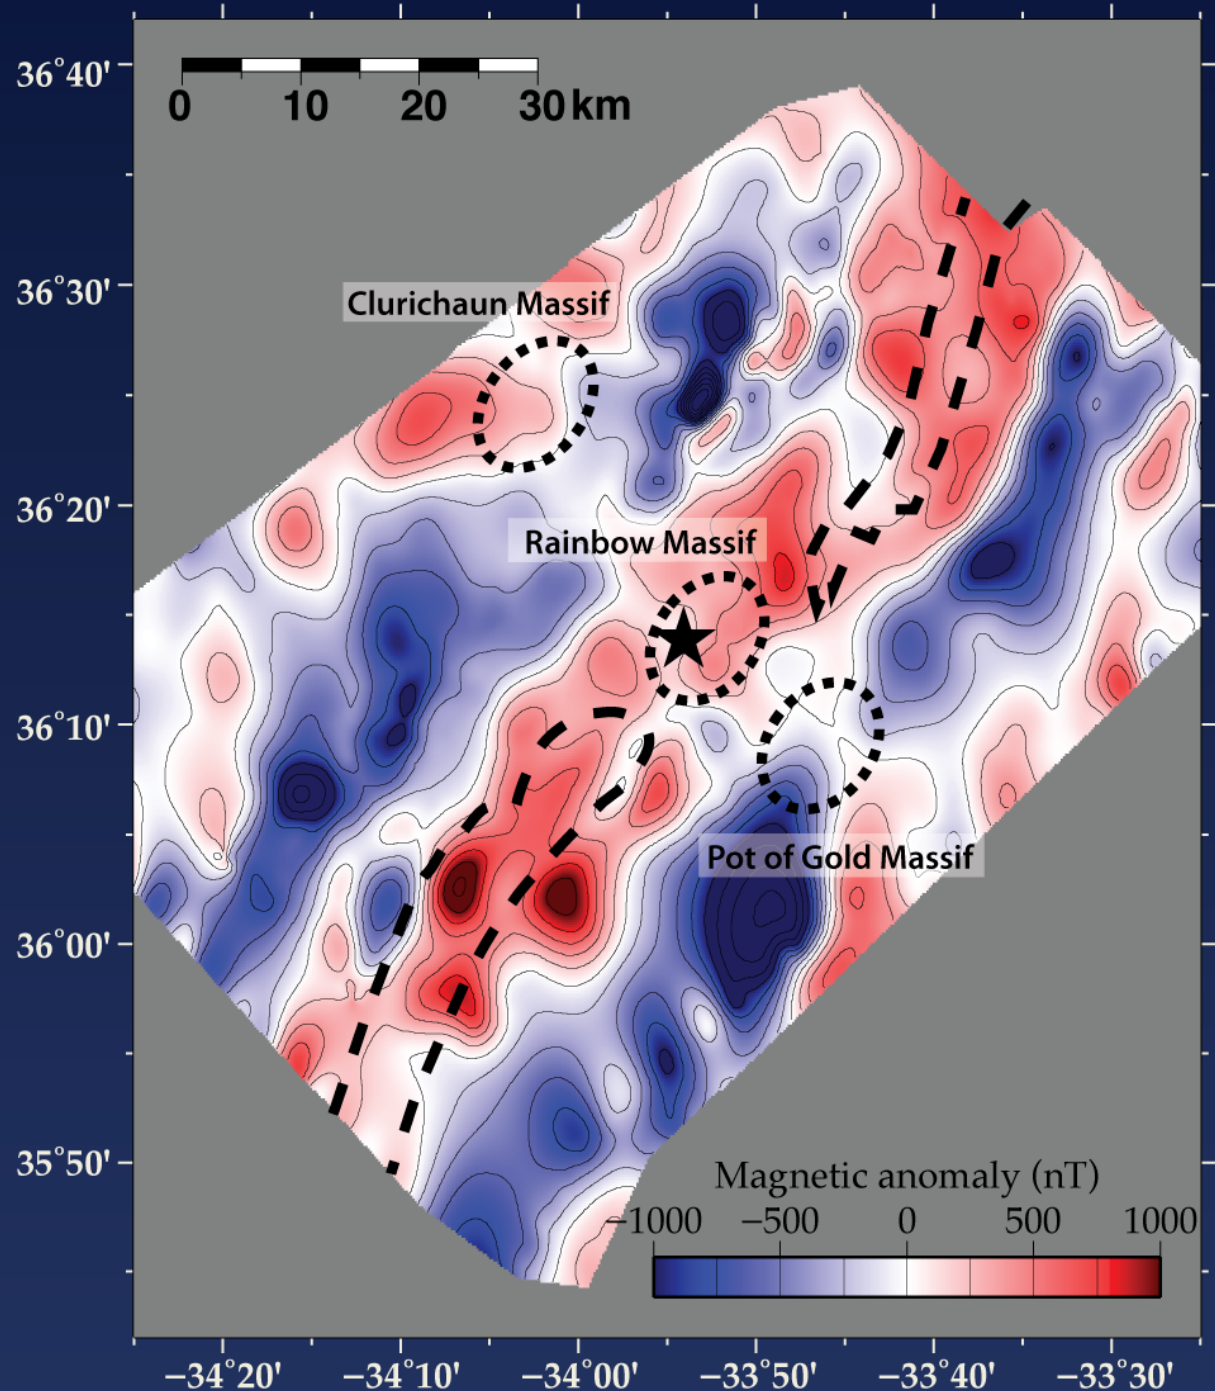 36°40'
0 10 20 30 km
36°30'
Clurichaun Massif
36°20'
Rainbow Massif
36°10'
Pot of Gold Massif
36°00'
35°50'
Magnetic anomaly (nT)
−1000 −500 0 500 1000
−34°20' −34°10' −34°00' −33°50' −33°40' −33°30'